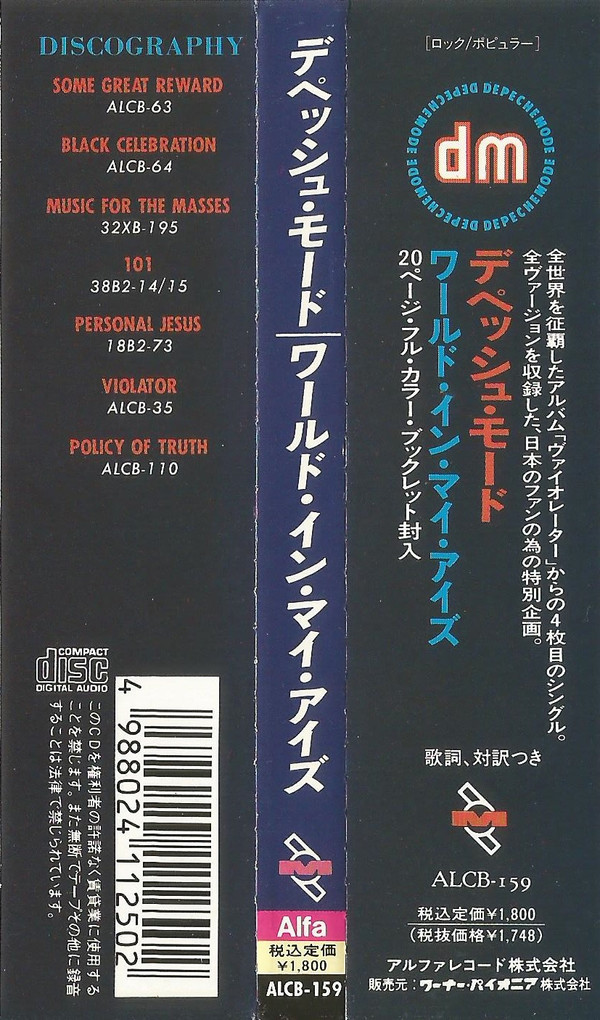 DISCOGRAPHY
SOME GREAT REWARD
ALCB-63
BLACK CELEBRATION
ALCB-64
MUSIC FOR THE MASSES
32XB-195
101
38B2-14/15
PERSONAL JESUS
18B2-73
VIOLATOR
ALCB-35
POLICY OF TRUTH
ALCB-110
COMPACT
disc
DIGITAL AUDIO
このCDを権利者の許諾なく賃貸業に使用する
ことを禁じます。また無断でテープその他に録音
することは法律で禁じられています。
4 988024 112502
デペッシュ・モード|ワールド・イン・マイ・アイズ
Alfa
税込定価
¥1,800
ALCB-159
[ロック/ポピュラー]
DEPECHEMODE DEPECHEMODE DEPECHEMODE DEPECHEMODE
dm
全世界を征覇したアルバム「ヴァイオレーター」からの4枚目のシングル。
全ヴァージョンを収録した、日本のファンの為の特別企画。
デペッシュ・モード
ワールド・イン・マイ・アイズ
20ページ・フル・カラー・ブックレット封入
歌詞、対訳つき
ALCB-159
税込定価¥1,800
(税抜価格¥1,748)
アルファレコード株式会社
販売元:ワーナー・パイオニア株式会社